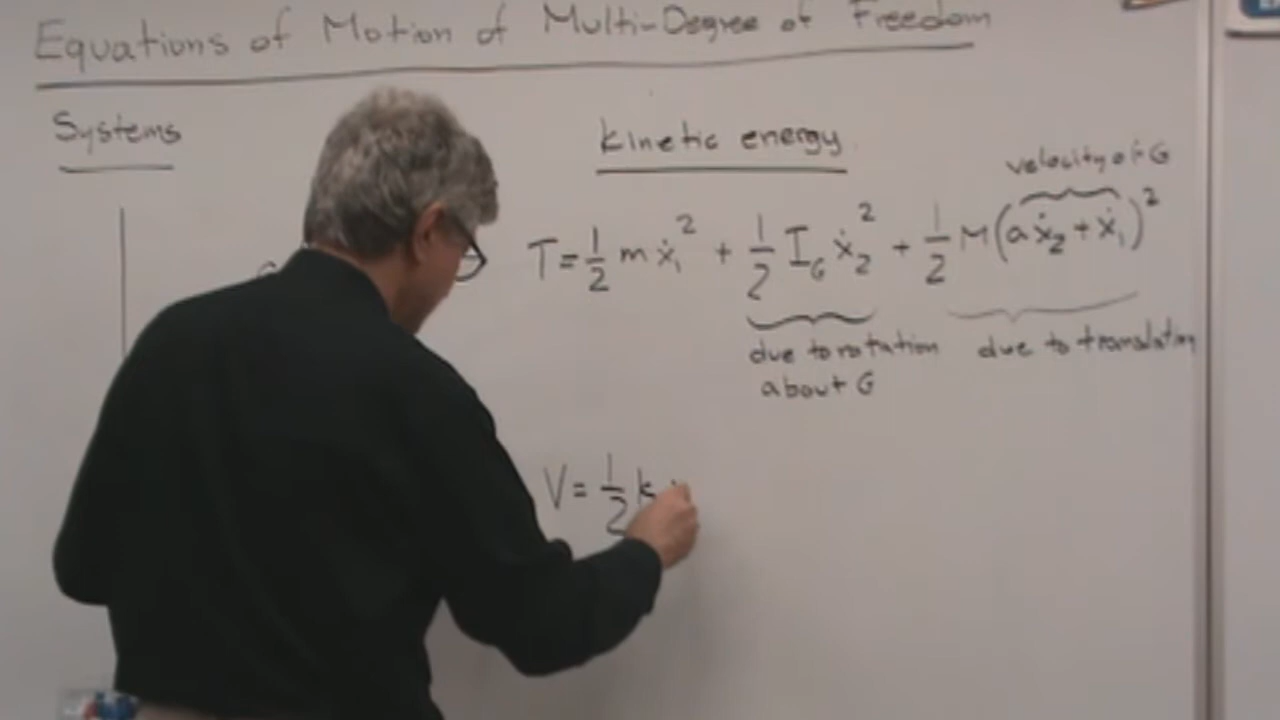 Equations of Motion of Multi-Degree of Freedom
Systems
Kinetic energy
velocity of G
T = 1/2 m ẋ₁² + 1/2 I_G ẋ₂² + 1/2 M(aẋ₂ + ẋ₁)²
due to rotation
about G
due to translation
V = 1/2 k